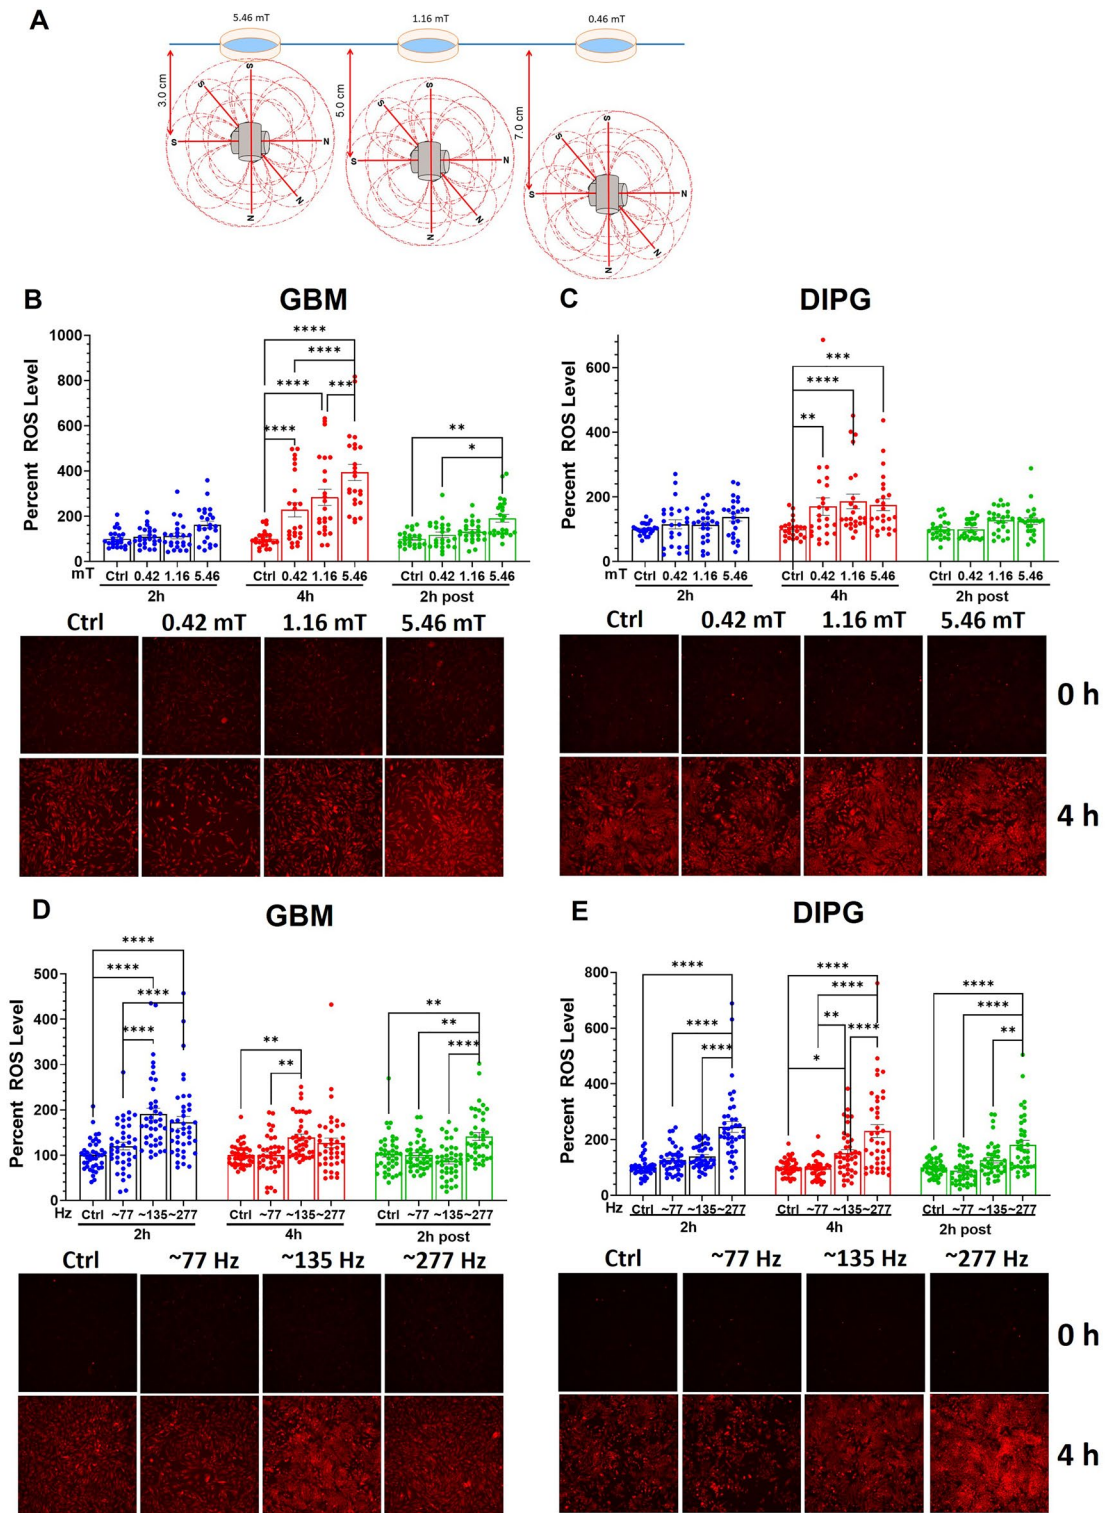 A
5.46 mT 1.16 mT 0.46 mT
3.0 cm 5.0 cm 7.0 cm
S S S N N N
S S S N N N
S S S N N N
B GBM
Percent ROS Level
1000
800
600
400
200
0
**** **** **** *** **** ** *
mT Ctrl 0.42 1.16 5.46 Ctrl 0.42 1.16 5.46 Ctrl 0.42 1.16 5.46
2h 4h 2h post
C DIPG
Percent ROS Level
600
400
200
0
*** **** **
mT Ctrl 0.42 1.16 5.46 Ctrl 0.42 1.16 5.46 Ctrl 0.42 1.16 5.46
2h 4h 2h post
Ctrl 0.42 mT 1.16 mT 5.46 mT
Ctrl 0.42 mT 1.16 mT 5.46 mT
0 h
4 h
D GBM
Percent ROS Level
500
400
300
200
100
0
**** **** **** **** ** ** ** ** ****
Hz Ctrl ~77 ~135 ~277 Ctrl ~77 ~135 ~277 Ctrl ~77 ~135 ~277
2h 4h 2h post
E DIPG
Percent ROS Level
800
600
400
200
0
**** **** **** **** **** ** **** * **** **** **
Hz Ctrl ~77 ~135 ~277 Ctrl ~77 ~135 ~277 Ctrl ~77 ~135 ~277
2h 4h 2h post
Ctrl ~77 Hz ~135 Hz ~277 Hz
Ctrl ~77 Hz ~135 Hz ~277 Hz
0 h
4 h